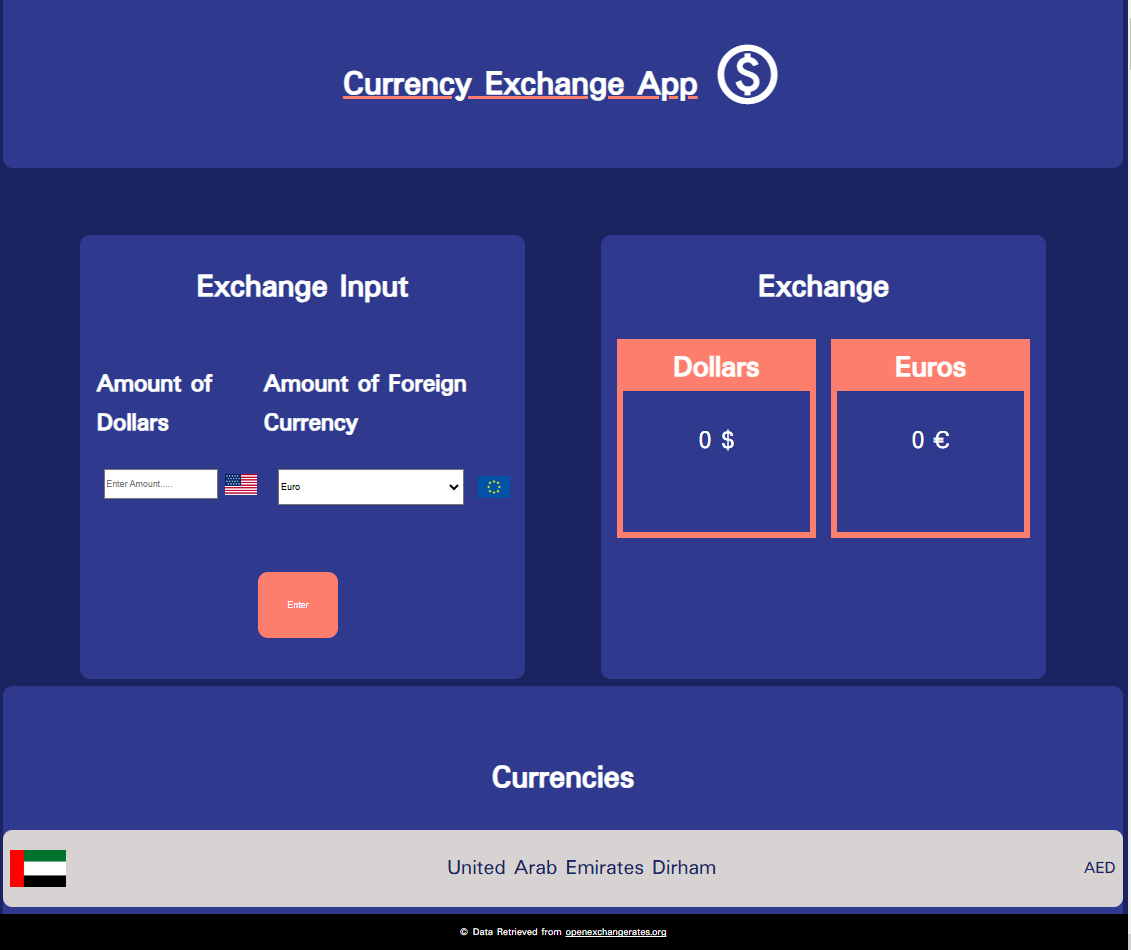 Currency Exchange App
Exchange Input
Exchange
Amount of
Dollars
Amount of Foreign
Currency
Enter Amount.....
Euro
Enter
Dollars
Euros
0 $
0 €
Currencies
United Arab Emirates Dirham
AED
© Data Retrieved from openexchangerates.org